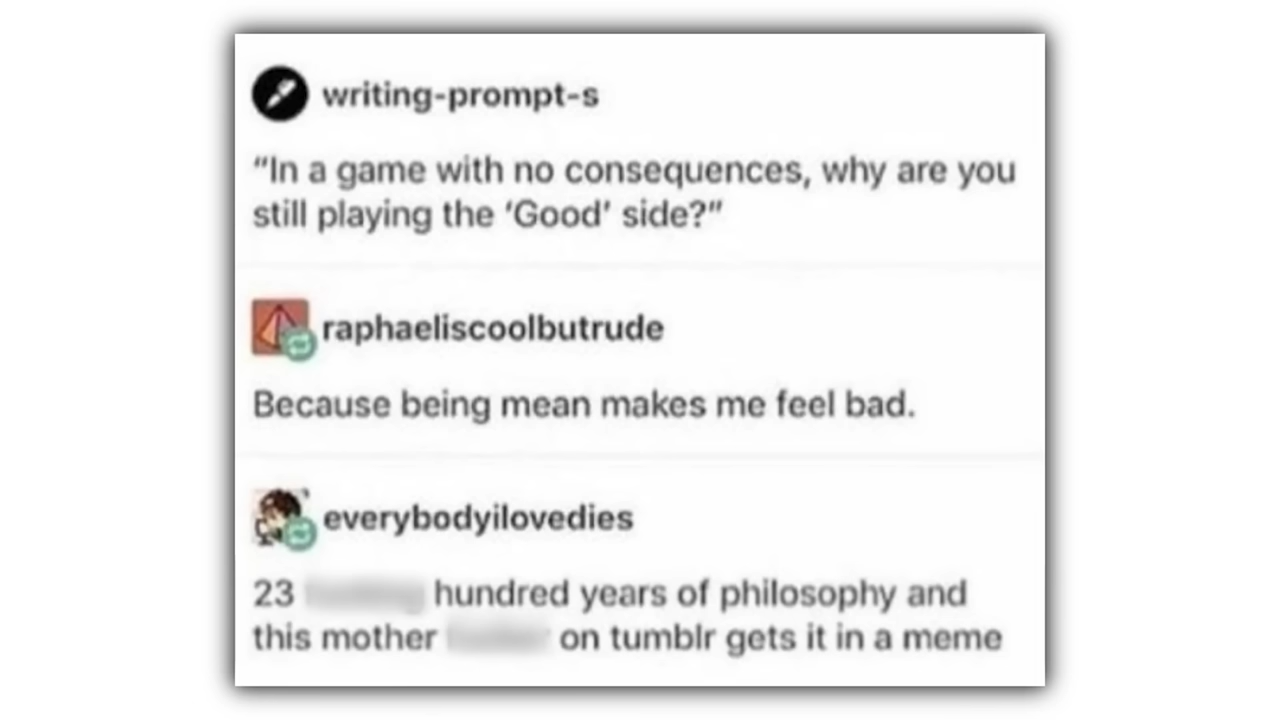 writing-prompt-s
“In a game with no consequences, why are you
still playing the ‘Good’ side?”
raphaeliscoolbutrude
Because being mean makes me feel bad.
everybodyilovedies
23 hundred years of philosophy and
this mother on tumblr gets it in a meme